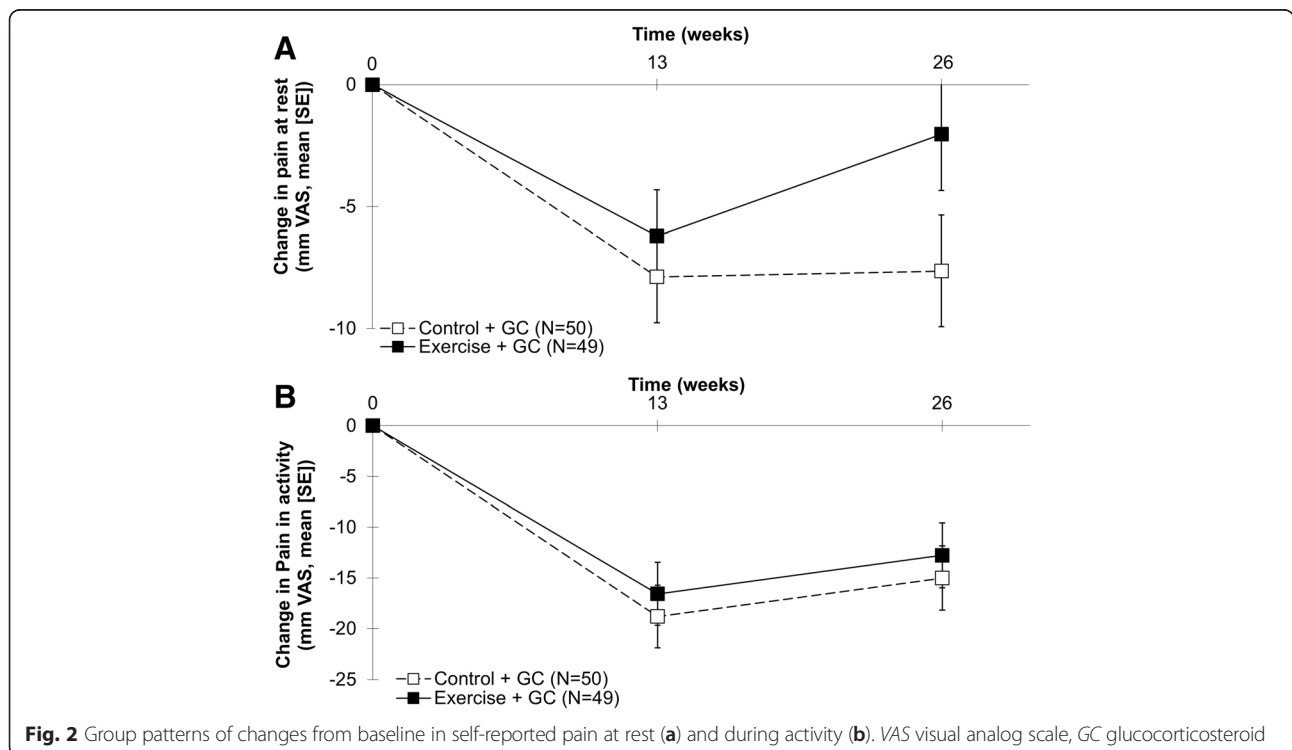 A
Time (weeks)
0 13 26
Change in pain at rest
(mm VAS, mean [SE])
0
-5
-10
Control + GC (N=50)
Exercise + GC (N=49)
B
Time (weeks)
0 13 26
Change in Pain in activity
(mm VAS, mean [SE])
0
-5
-10
-15
-20
-25
Control + GC (N=50)
Exercise + GC (N=49)
Fig. 2 Group patterns of changes from baseline in self-reported pain at rest (a) and during activity (b). VAS visual analog scale, GC glucocorticosteroid